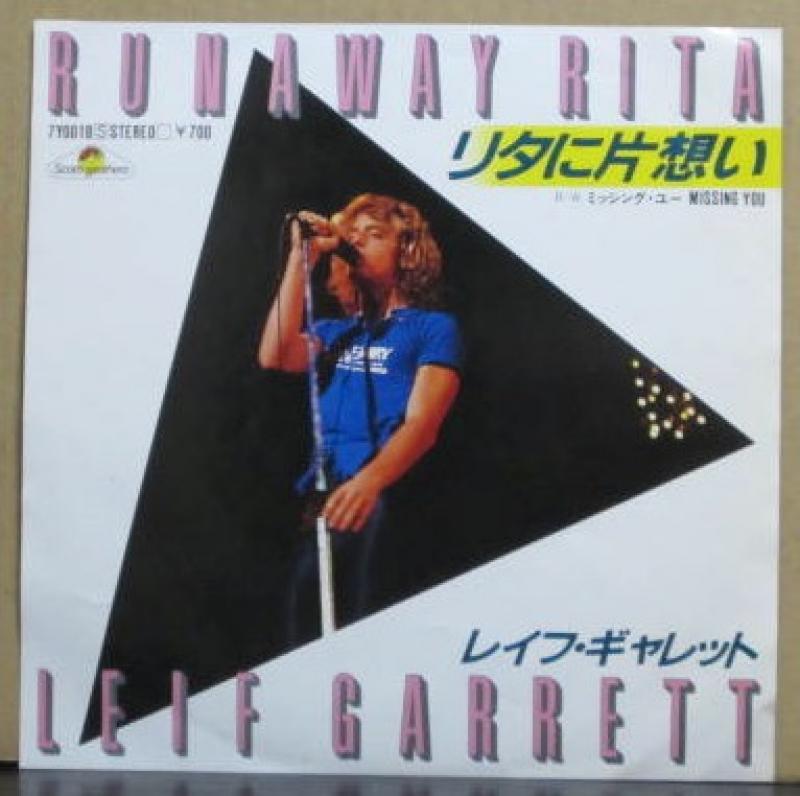 RUNAWAY RITA
7Y0018 S STEREO ¥700
リタに片想い
ミッシング・ユー MISSING YOU
レイフ・ギャレット
LEIF GARRETT